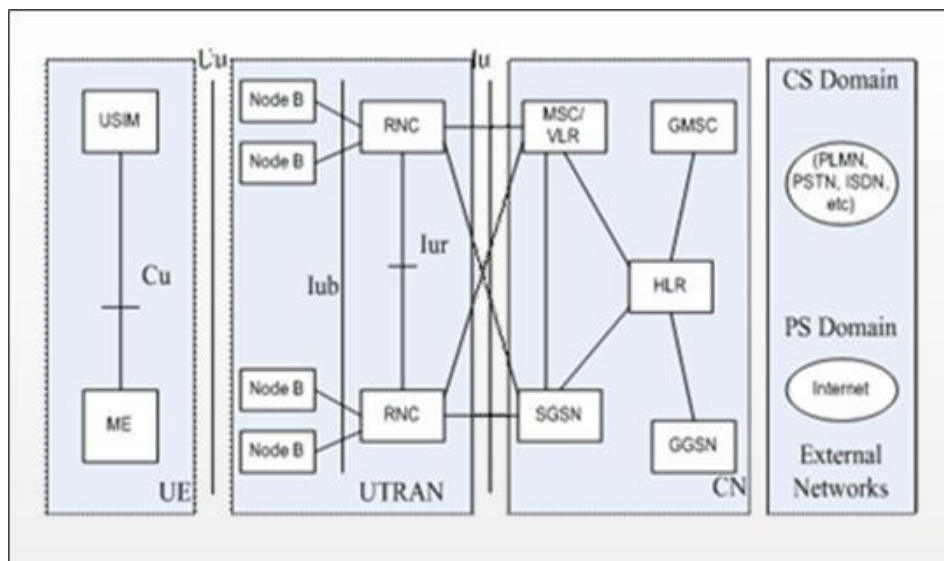 Uu
Iu
USIM
Cu
ME
UE
Node B
Node B
RNC
Iur
Iub
Node B
Node B
RNC
UTRAN
MSC/
VLR
GMSC
HLR
SGSN
GGSN
CN
CS Domain
(PLMN,
PSTN, ISDN,
etc)
PS Domain
Internet
External
Networks